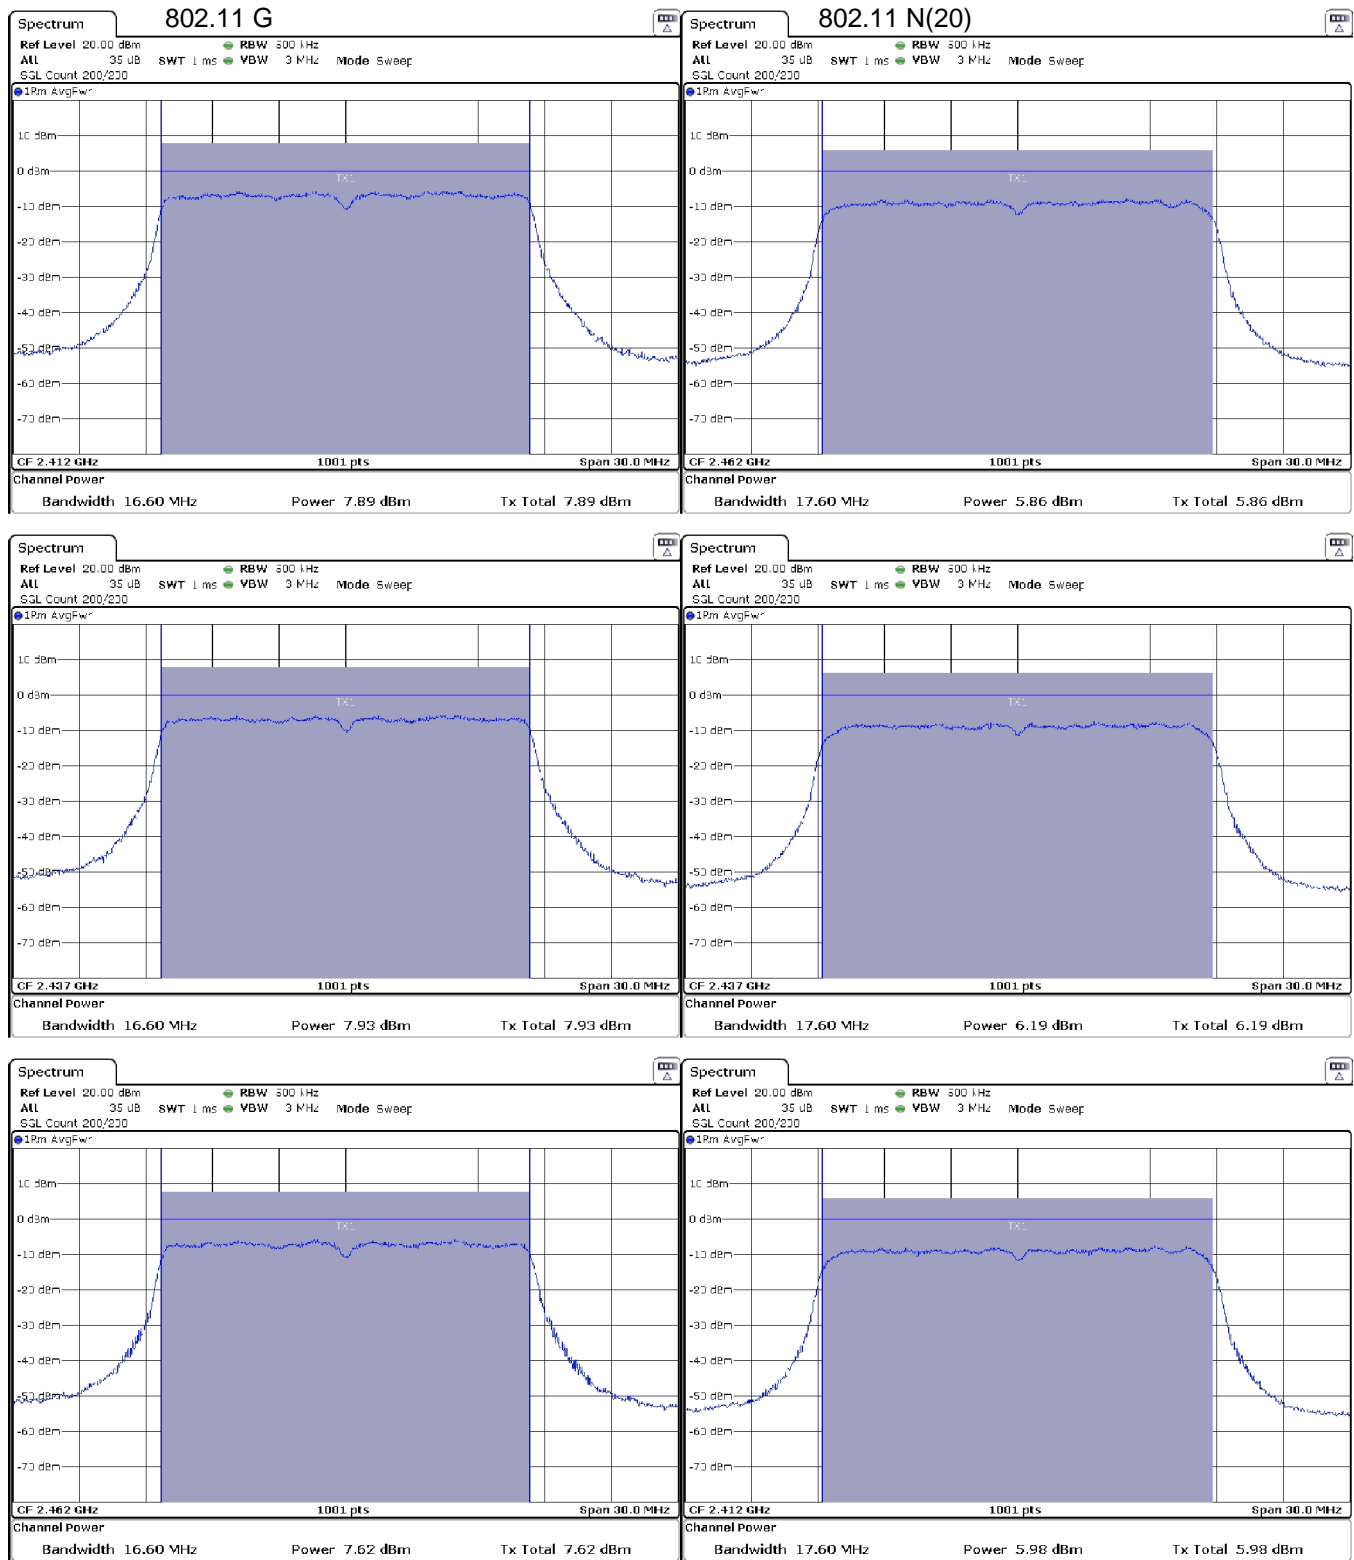 802.11 G
802.11 N(20)
Spectrum
Ref Level 20.00 dBm RBW 500 kHz
Att 35 dB SWT 1 ms VBW 3 MHz Mode Sweep
SGL Count 200/200
1Rm AvgPwr
10 dBm
0 dBm
TX1
-10 dBm
-20 dBm
-30 dBm
-40 dBm
-50 dBm
-60 dBm
-70 dBm
CF 2.412 GHz 1001 pts Span 30.0 MHz
Channel Power
Bandwidth 16.60 MHz Power 7.89 dBm Tx Total 7.89 dBm
Spectrum
Ref Level 20.00 dBm RBW 500 kHz
Att 35 dB SWT 1 ms VBW 3 MHz Mode Sweep
SGL Count 200/200
1Rm AvgPwr
10 dBm
0 dBm
TX1
-10 dBm
-20 dBm
-30 dBm
-40 dBm
-50 dBm
-60 dBm
-70 dBm
CF 2.462 GHz 1001 pts Span 30.0 MHz
Channel Power
Bandwidth 17.60 MHz Power 5.86 dBm Tx Total 5.86 dBm
Spectrum
Ref Level 20.00 dBm RBW 500 kHz
Att 35 dB SWT 1 ms VBW 3 MHz Mode Sweep
SGL Count 200/200
1Rm AvgPwr
10 dBm
0 dBm
TX1
-10 dBm
-20 dBm
-30 dBm
-40 dBm
-50 dBm
-60 dBm
-70 dBm
CF 2.437 GHz 1001 pts Span 30.0 MHz
Channel Power
Bandwidth 16.60 MHz Power 7.93 dBm Tx Total 7.93 dBm
Spectrum
Ref Level 20.00 dBm RBW 500 kHz
Att 35 dB SWT 1 ms VBW 3 MHz Mode Sweep
SGL Count 200/200
1Rm AvgPwr
10 dBm
0 dBm
TX1
-10 dBm
-20 dBm
-30 dBm
-40 dBm
-50 dBm
-60 dBm
-70 dBm
CF 2.437 GHz 1001 pts Span 30.0 MHz
Channel Power
Bandwidth 17.60 MHz Power 6.19 dBm Tx Total 6.19 dBm
Spectrum
Ref Level 20.00 dBm RBW 500 kHz
Att 35 dB SWT 1 ms VBW 3 MHz Mode Sweep
SGL Count 200/200
1Rm AvgPwr
10 dBm
0 dBm
TX1
-10 dBm
-20 dBm
-30 dBm
-40 dBm
-50 dBm
-60 dBm
-70 dBm
CF 2.462 GHz 1001 pts Span 30.0 MHz
Channel Power
Bandwidth 16.60 MHz Power 7.62 dBm Tx Total 7.62 dBm
Spectrum
Ref Level 20.00 dBm RBW 500 kHz
Att 35 dB SWT 1 ms VBW 3 MHz Mode Sweep
SGL Count 200/200
1Rm AvgPwr
10 dBm
0 dBm
TX1
-10 dBm
-20 dBm
-30 dBm
-40 dBm
-50 dBm
-60 dBm
-70 dBm
CF 2.412 GHz 1001 pts Span 30.0 MHz
Channel Power
Bandwidth 17.60 MHz Power 5.98 dBm Tx Total 5.98 dBm